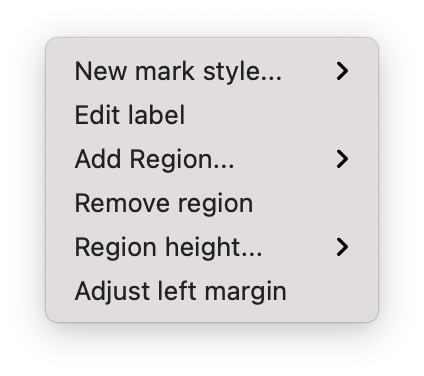 New mark style...
Edit label
Add Region...
Remove region
Region height...
Adjust left margin